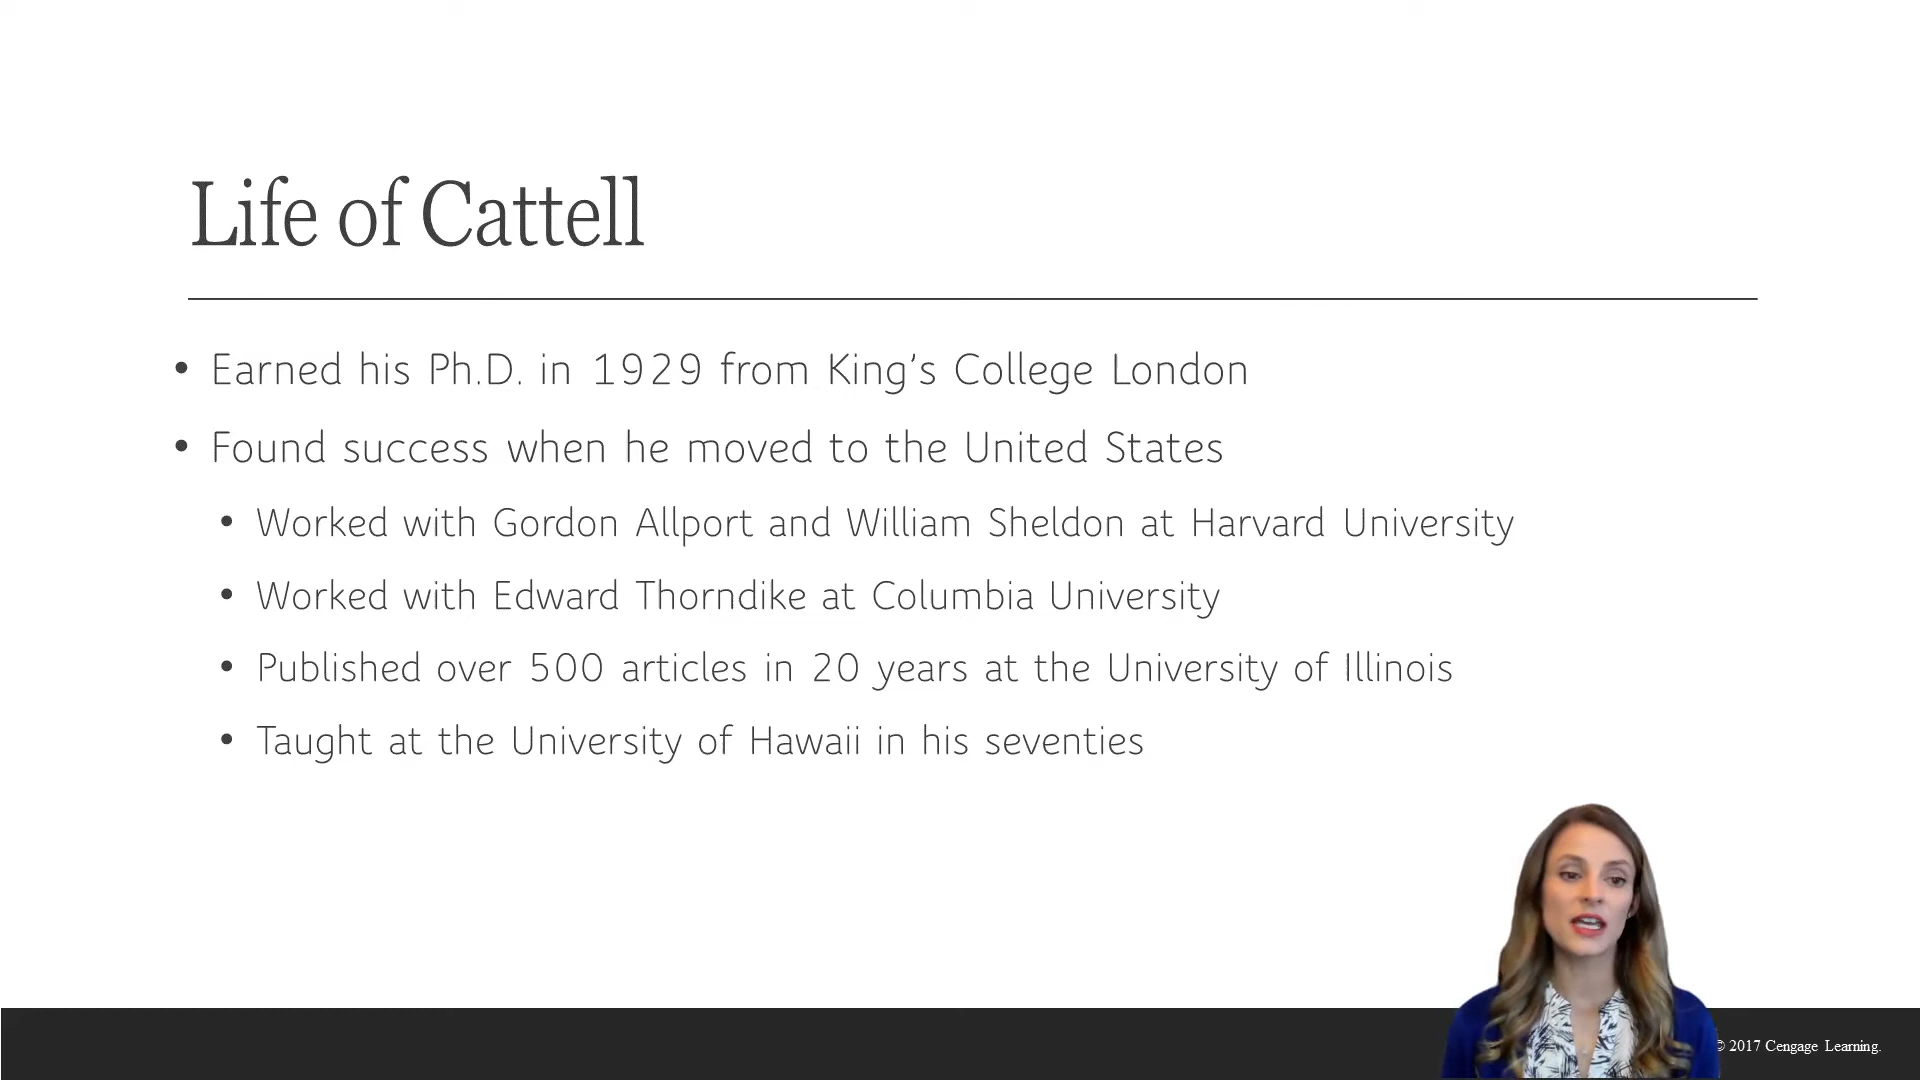 Life of Cattell
• Earned his Ph.D. in 1929 from King’s College London
• Found success when he moved to the United States
• Worked with Gordon Allport and William Sheldon at Harvard University
• Worked with Edward Thorndike at Columbia University
• Published over 500 articles in 20 years at the University of Illinois
• Taught at the University of Hawaii in his seventies
© 2017 Cengage Learning.